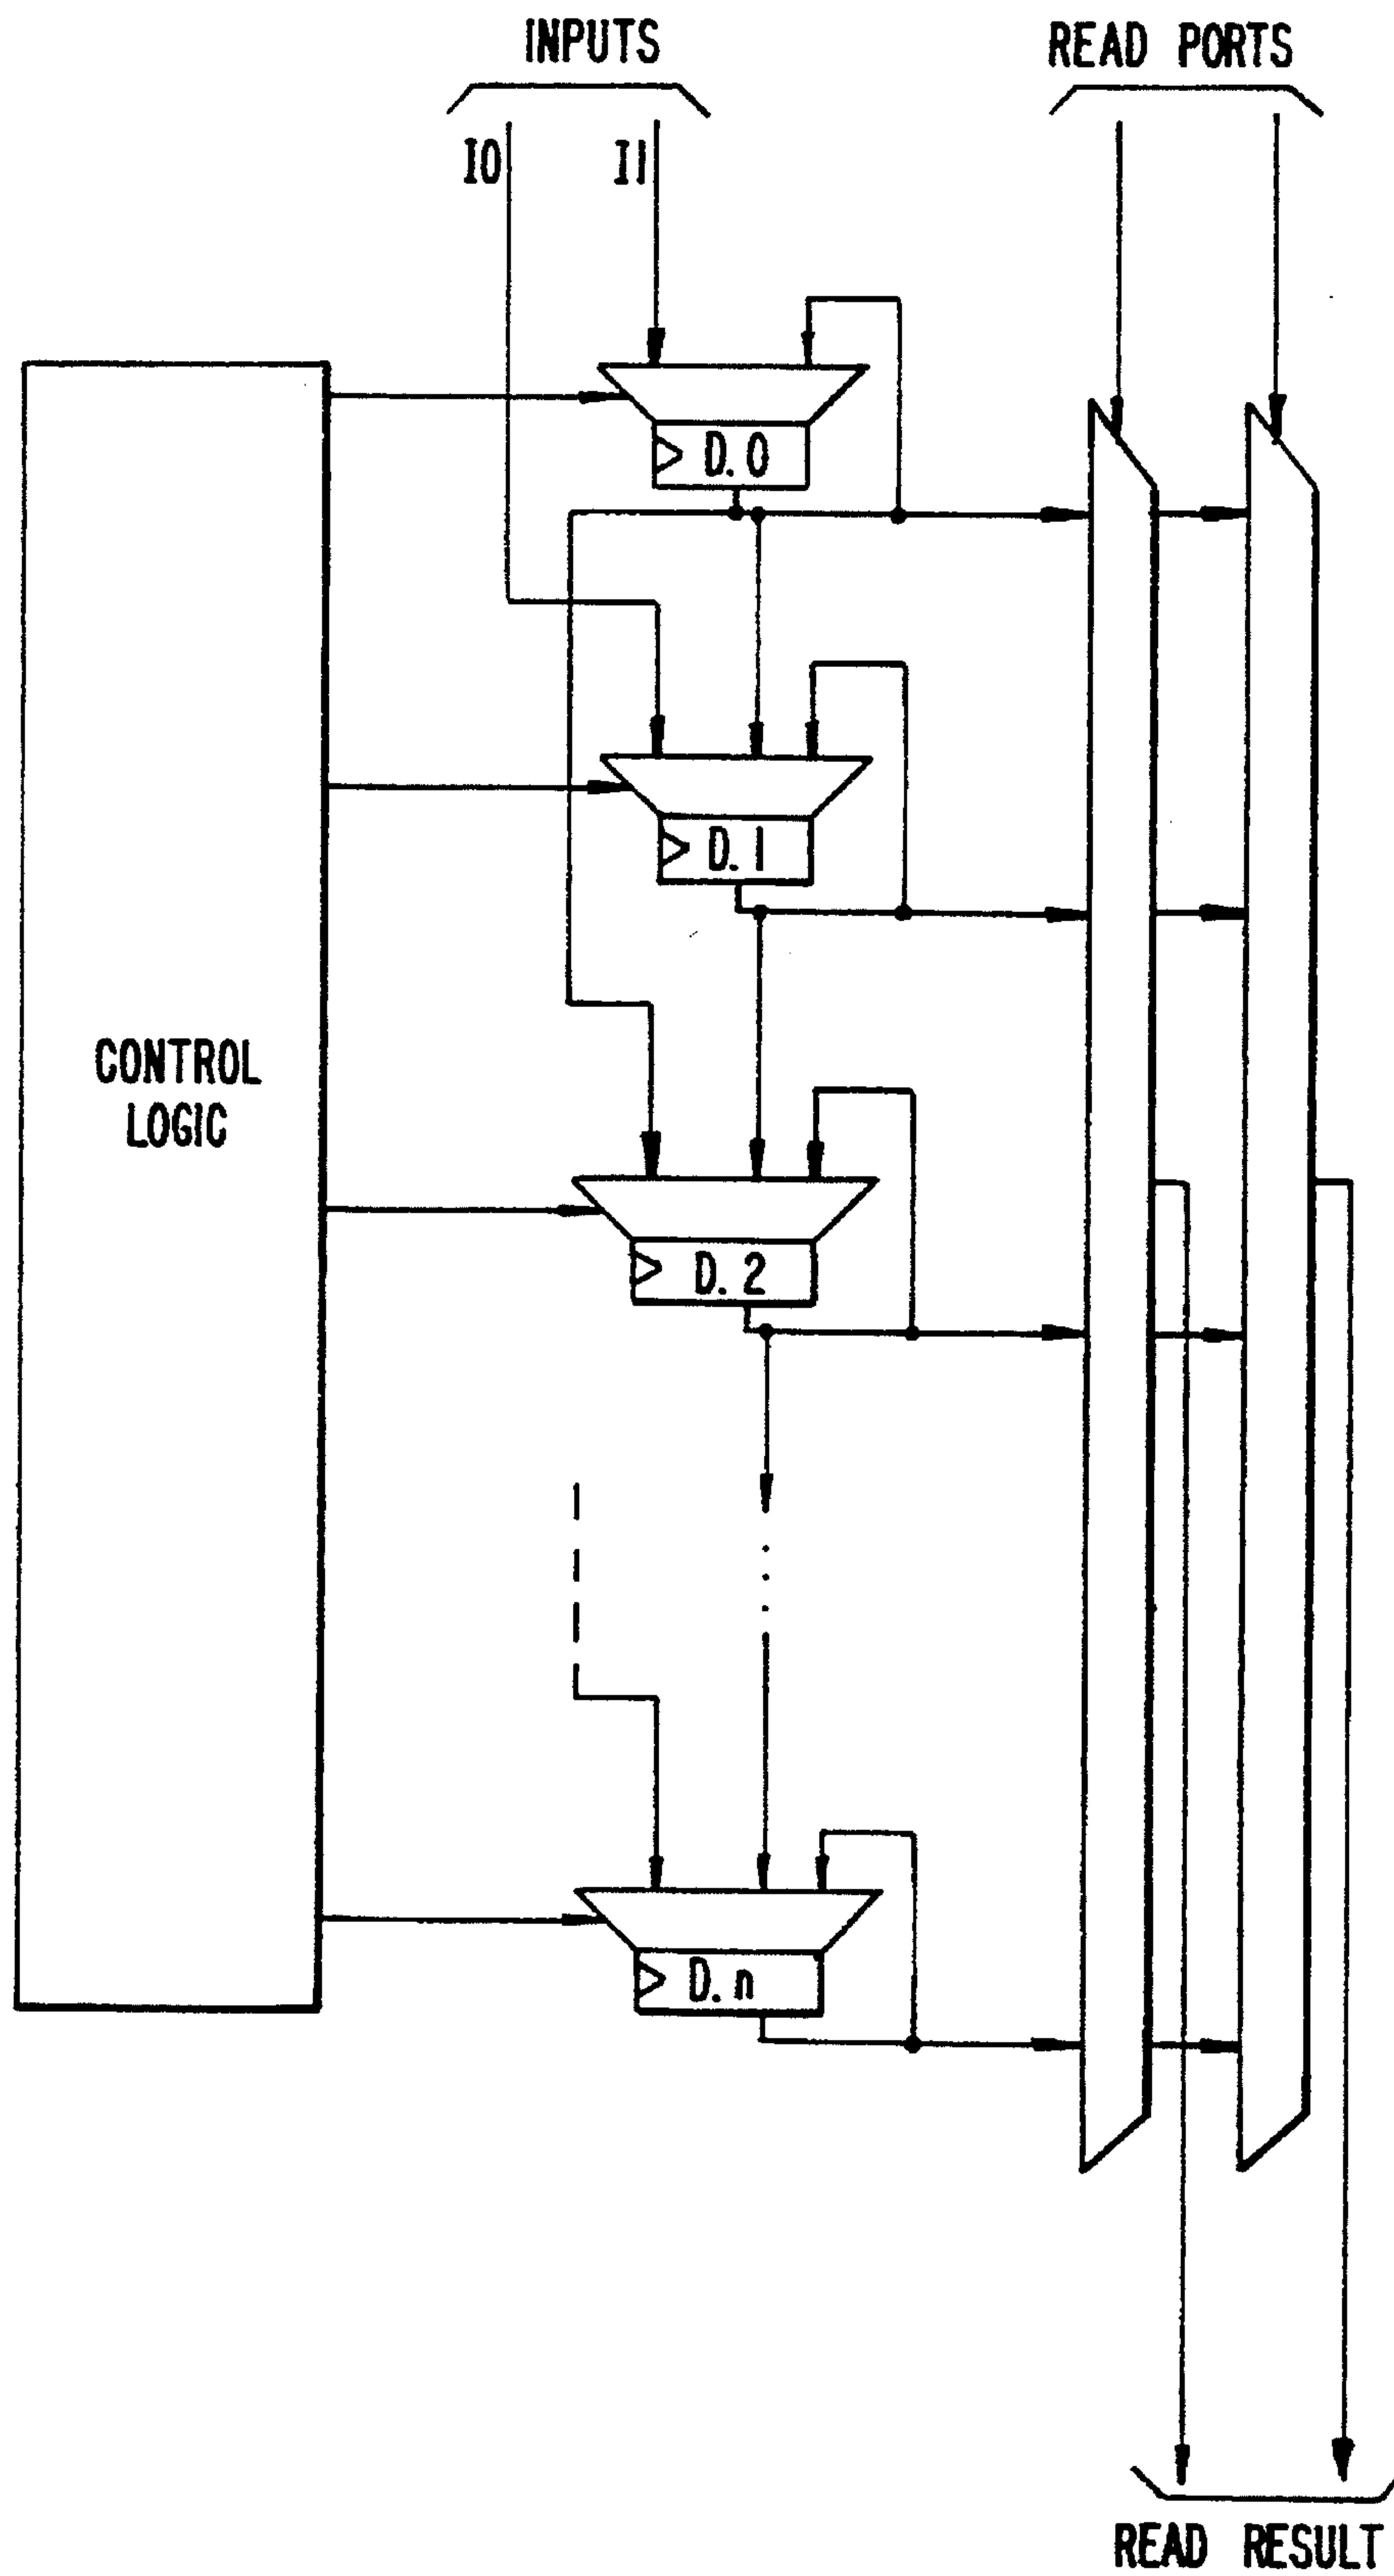 INPUTS
READ PORTS
I0
I1
D.0
D.1
CONTROL
LOGIC
D.2
D.n
READ RESULT